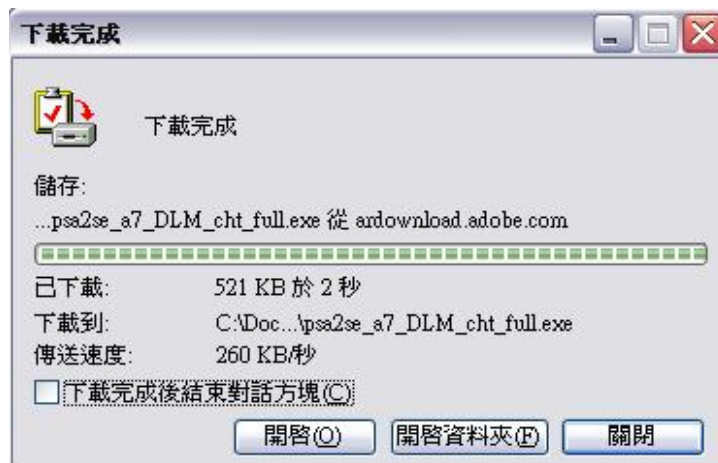 下載完成
下載完成
儲存:
...psa2se_a7_DLM_cht_full.exe 從 ardownload.adobe.com
已下載: 521 KB 於 2 秒
下載到: C:\Doc...\psa2se_a7_DLM_cht_full.exe
傳送速度: 260 KB/秒
下載完成後結束對話方塊(C)
開啓(O) 開啓資料夾(F) 關閉